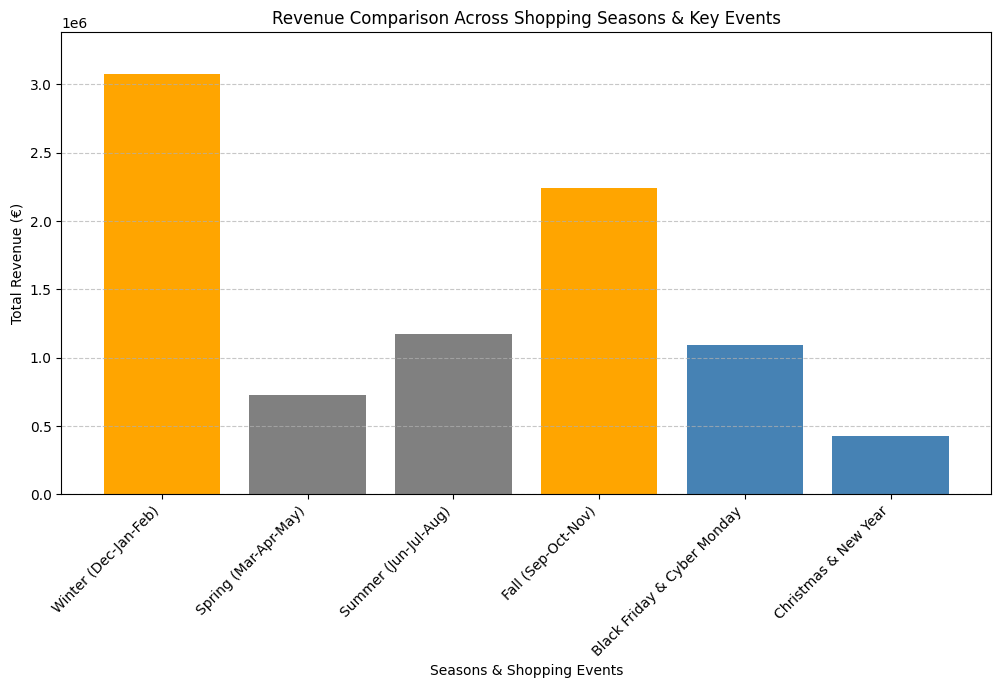 Revenue Comparison Across Shopping Seasons & Key Events
1e6
Total Revenue (€)
3.0
2.5
2.0
1.5
1.0
0.5
0.0
Winter (Dec-Jan-Feb)
Spring (Mar-Apr-May)
Summer (Jun-Jul-Aug)
Fall (Sep-Oct-Nov)
Black Friday & Cyber Monday
Christmas & New Year
Seasons & Shopping Events